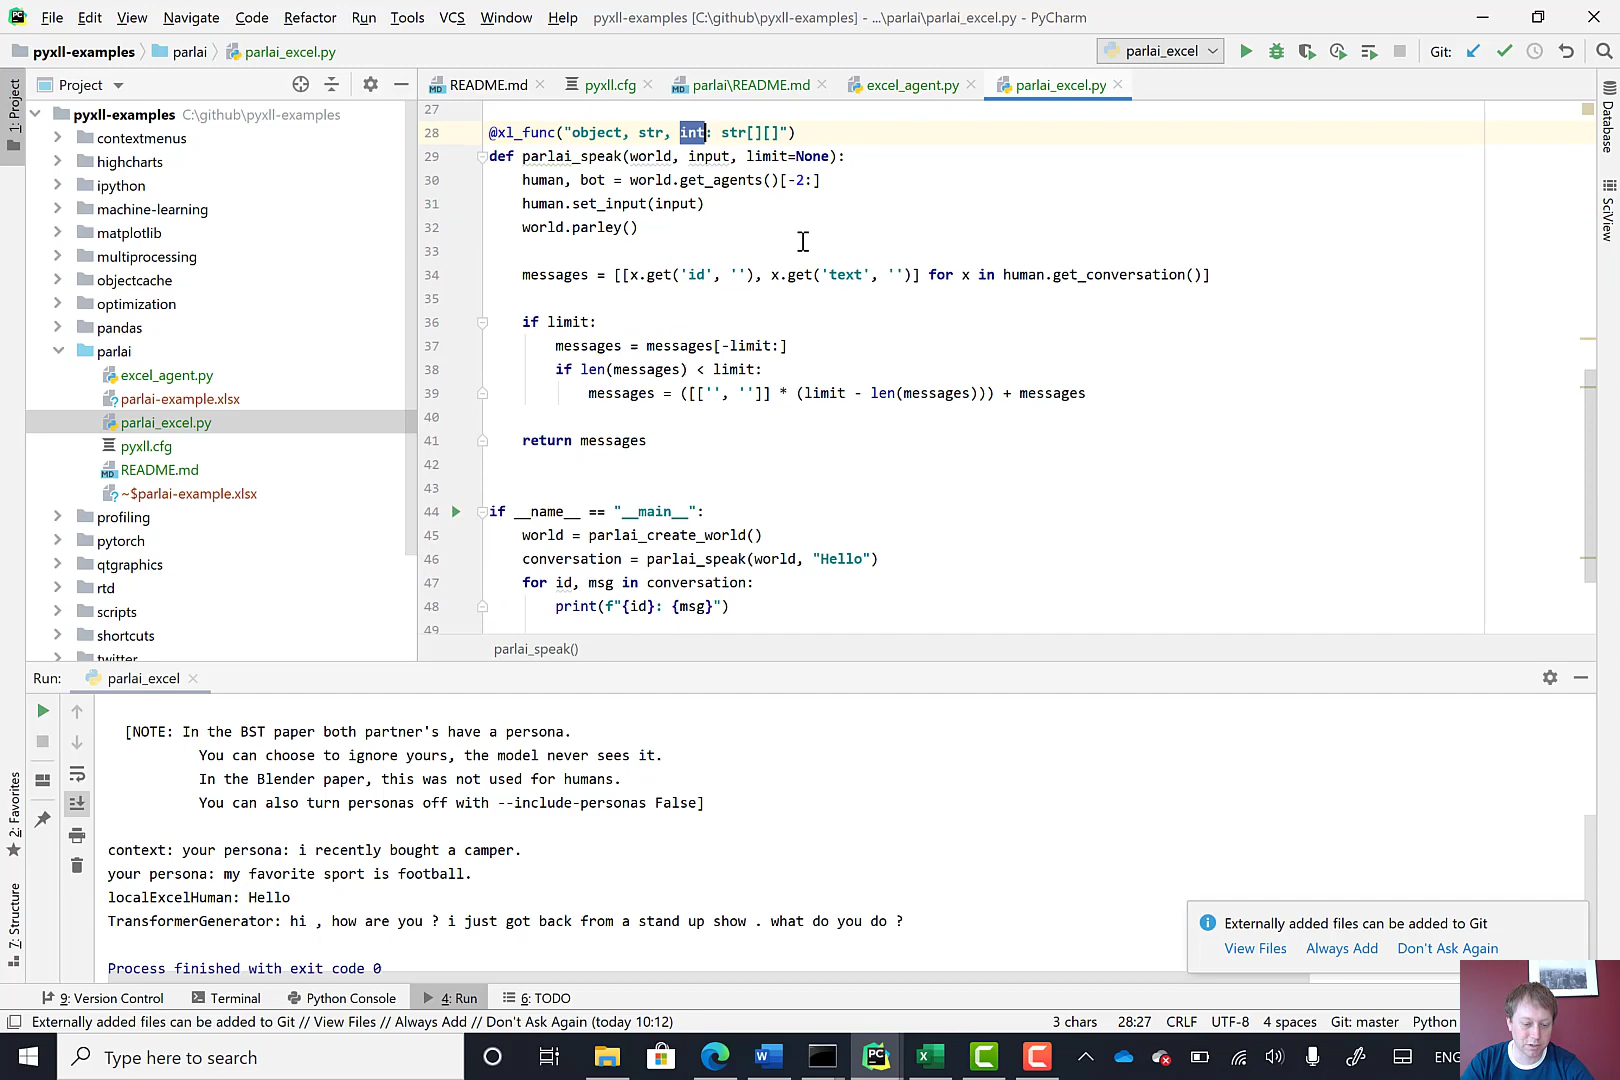 File Edit View Navigate Code Refactor Run Tools VCS Window Help pyxll-examples [C:\github\pyxll-examples] - ...\parlai\parlai_excel.py - PyCharm
pyxll-examples parlai parlai_excel.py parlai_excel Git:
1: Project
Project
README.md pyxll.cfg parlai\README.md excel_agent.py parlai_excel.py
Database
SciView
pyxll-examples C:\github\pyxll-examples
contextmenus
highcharts
ipython
machine-learning
matplotlib
multiprocessing
objectcache
optimization
pandas
parlai
excel_agent.py
parlai-example.xlsx
parlai_excel.py
pyxll.cfg
README.md
~$parlai-example.xlsx
profiling
pytorch
qtgraphics
rtd
scripts
shortcuts
twitter
27
28 @xl_func("object, str, int: str[][]")
29 def parlai_speak(world, input, limit=None):
30 human, bot = world.get_agents()[-2:]
31 human.set_input(input)
32 world.parley()
33
34 messages = [[x.get('id', ''), x.get('text', '')] for x in human.get_conversation()]
35
36 if limit:
37 messages = messages[-limit:]
38 if len(messages) < limit:
39 messages = ([['', '']] * (limit - len(messages))) + messages
40
41 return messages
42
43
44 if __name__ == "__main__":
45 world = parlai_create_world()
46 conversation = parlai_speak(world, "Hello")
47 for id, msg in conversation:
48 print(f"{id}: {msg}")
49
parlai_speak()
Run: parlai_excel
2: Favorites
7: Structure
[NOTE: In the BST paper both partner's have a persona.
You can choose to ignore yours, the model never sees it.
In the Blender paper, this was not used for humans.
You can also turn personas off with --include-personas False]
context: your persona: i recently bought a camper.
your persona: my favorite sport is football.
localExcelHuman: Hello
TransformerGenerator: hi , how are you ? i just got back from a stand up show . what do you do ?
Process finished with exit code 0
Externally added files can be added to Git
View Files Always Add Don't Ask Again
9: Version Control Terminal Python Console 4: Run 6: TODO
Externally added files can be added to Git // View Files // Always Add // Don't Ask Again (today 10:12) 3 chars 28:27 CRLF UTF-8 4 spaces Git: master Python
Type here to search
ENG